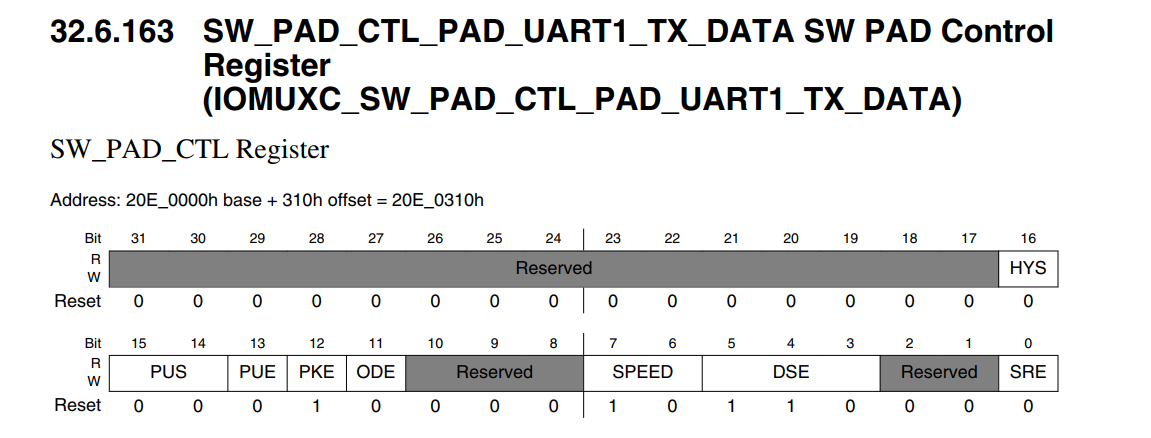 32.6.163 SW_PAD_CTL_PAD_UART1_TX_DATA SW PAD Control
Register
(IOMUXC_SW_PAD_CTL_PAD_UART1_TX_DATA)
SW_PAD_CTL Register
Address: 20E_0000h base + 310h offset = 20E_0310h
Bit 31 30 29 28 27 26 25 24 23 22 21 20 19 18 17 16
R
Reserved HYS
W
Reset 0 0 0 0 0 0 0 0 0 0 0 0 0 0 0 0
Bit 15 14 13 12 11 10 9 8 7 6 5 4 3 2 1 0
R
PUS PUE PKE ODE Reserved SPEED DSE Reserved SRE
W
Reset 0 0 0 1 0 0 0 0 1 0 1 1 0 0 0 0